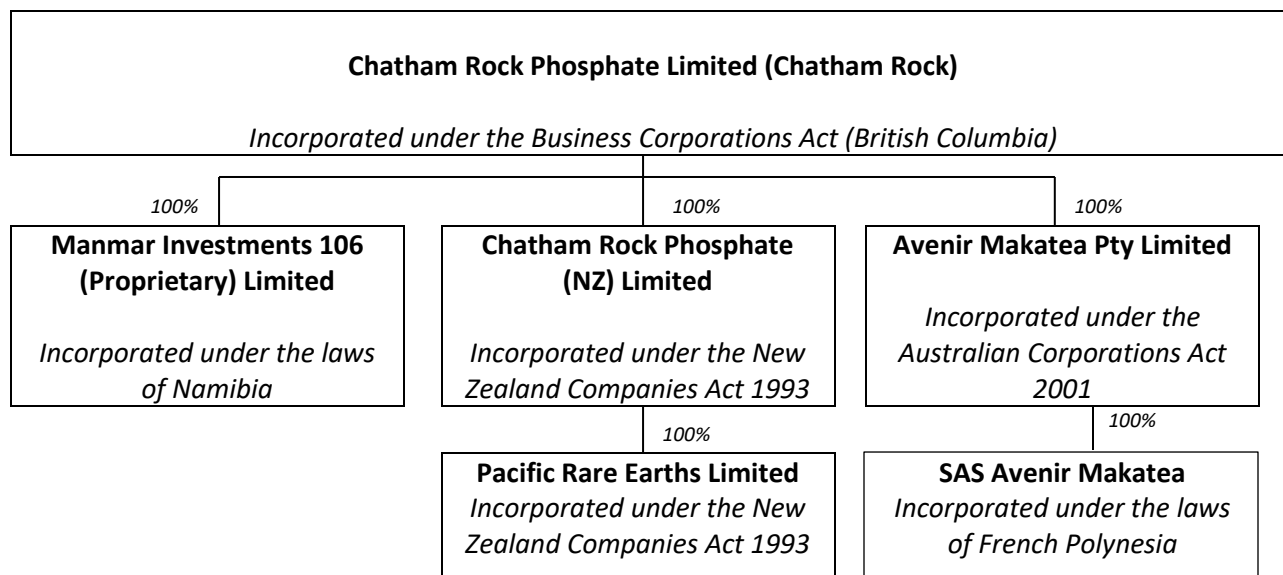 Chatham Rock Phosphate Limited (Chatham Rock)
Incorporated under the Business Corporations Act (British Columbia)
100%
100%
100%
Manmar Investments 106
(Proprietary) Limited
Incorporated under the laws
of Namibia
Chatham Rock Phosphate
(NZ) Limited
Incorporated under the New
Zealand Companies Act 1993
Avenir Makatea Pty Limited
Incorporated under the
Australian Corporations Act
2001
100%
100%
Pacific Rare Earths Limited
Incorporated under the New
Zealand Companies Act 1993
SAS Avenir Makatea
Incorporated under the laws
of French Polynesia